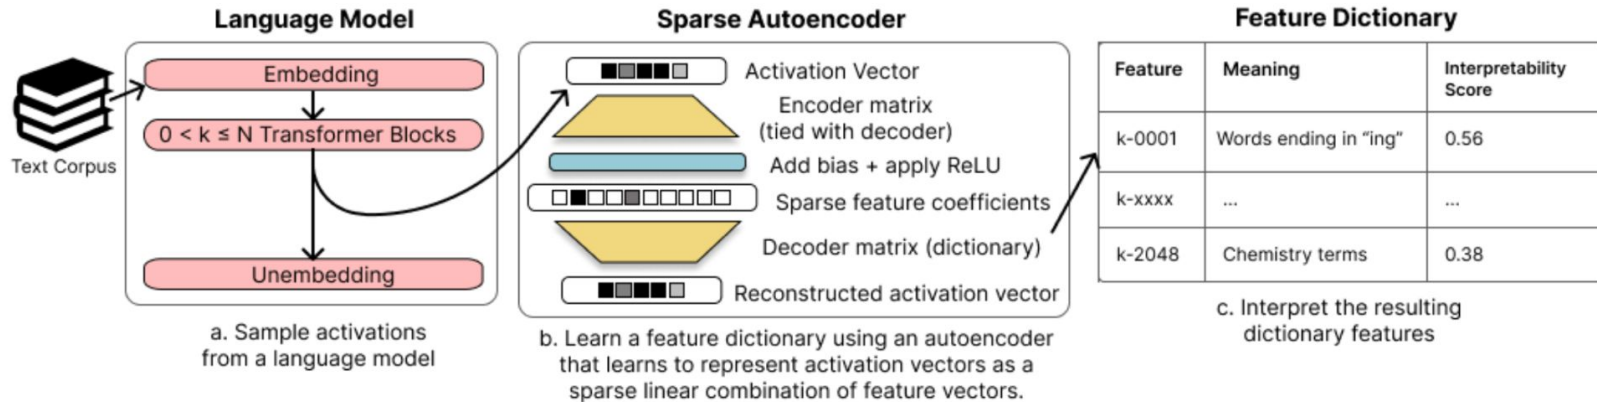 Language Model
Text Corpus
Embedding
0 < k ≤ N Transformer Blocks
Unembedding
a. Sample activations
from a language model
Sparse Autoencoder
Activation Vector
Encoder matrix
(tied with decoder)
Add bias + apply ReLU
Sparse feature coefficients
Decoder matrix (dictionary)
Reconstructed activation vector
b. Learn a feature dictionary using an autoencoder
that learns to represent activation vectors as a
sparse linear combination of feature vectors.
Feature Dictionary
Feature Meaning Interpretability
Score
k-0001 Words ending in “ing” 0.56
k-xxxx ... ...
k-2048 Chemistry terms 0.38
c. Interpret the resulting
dictionary features